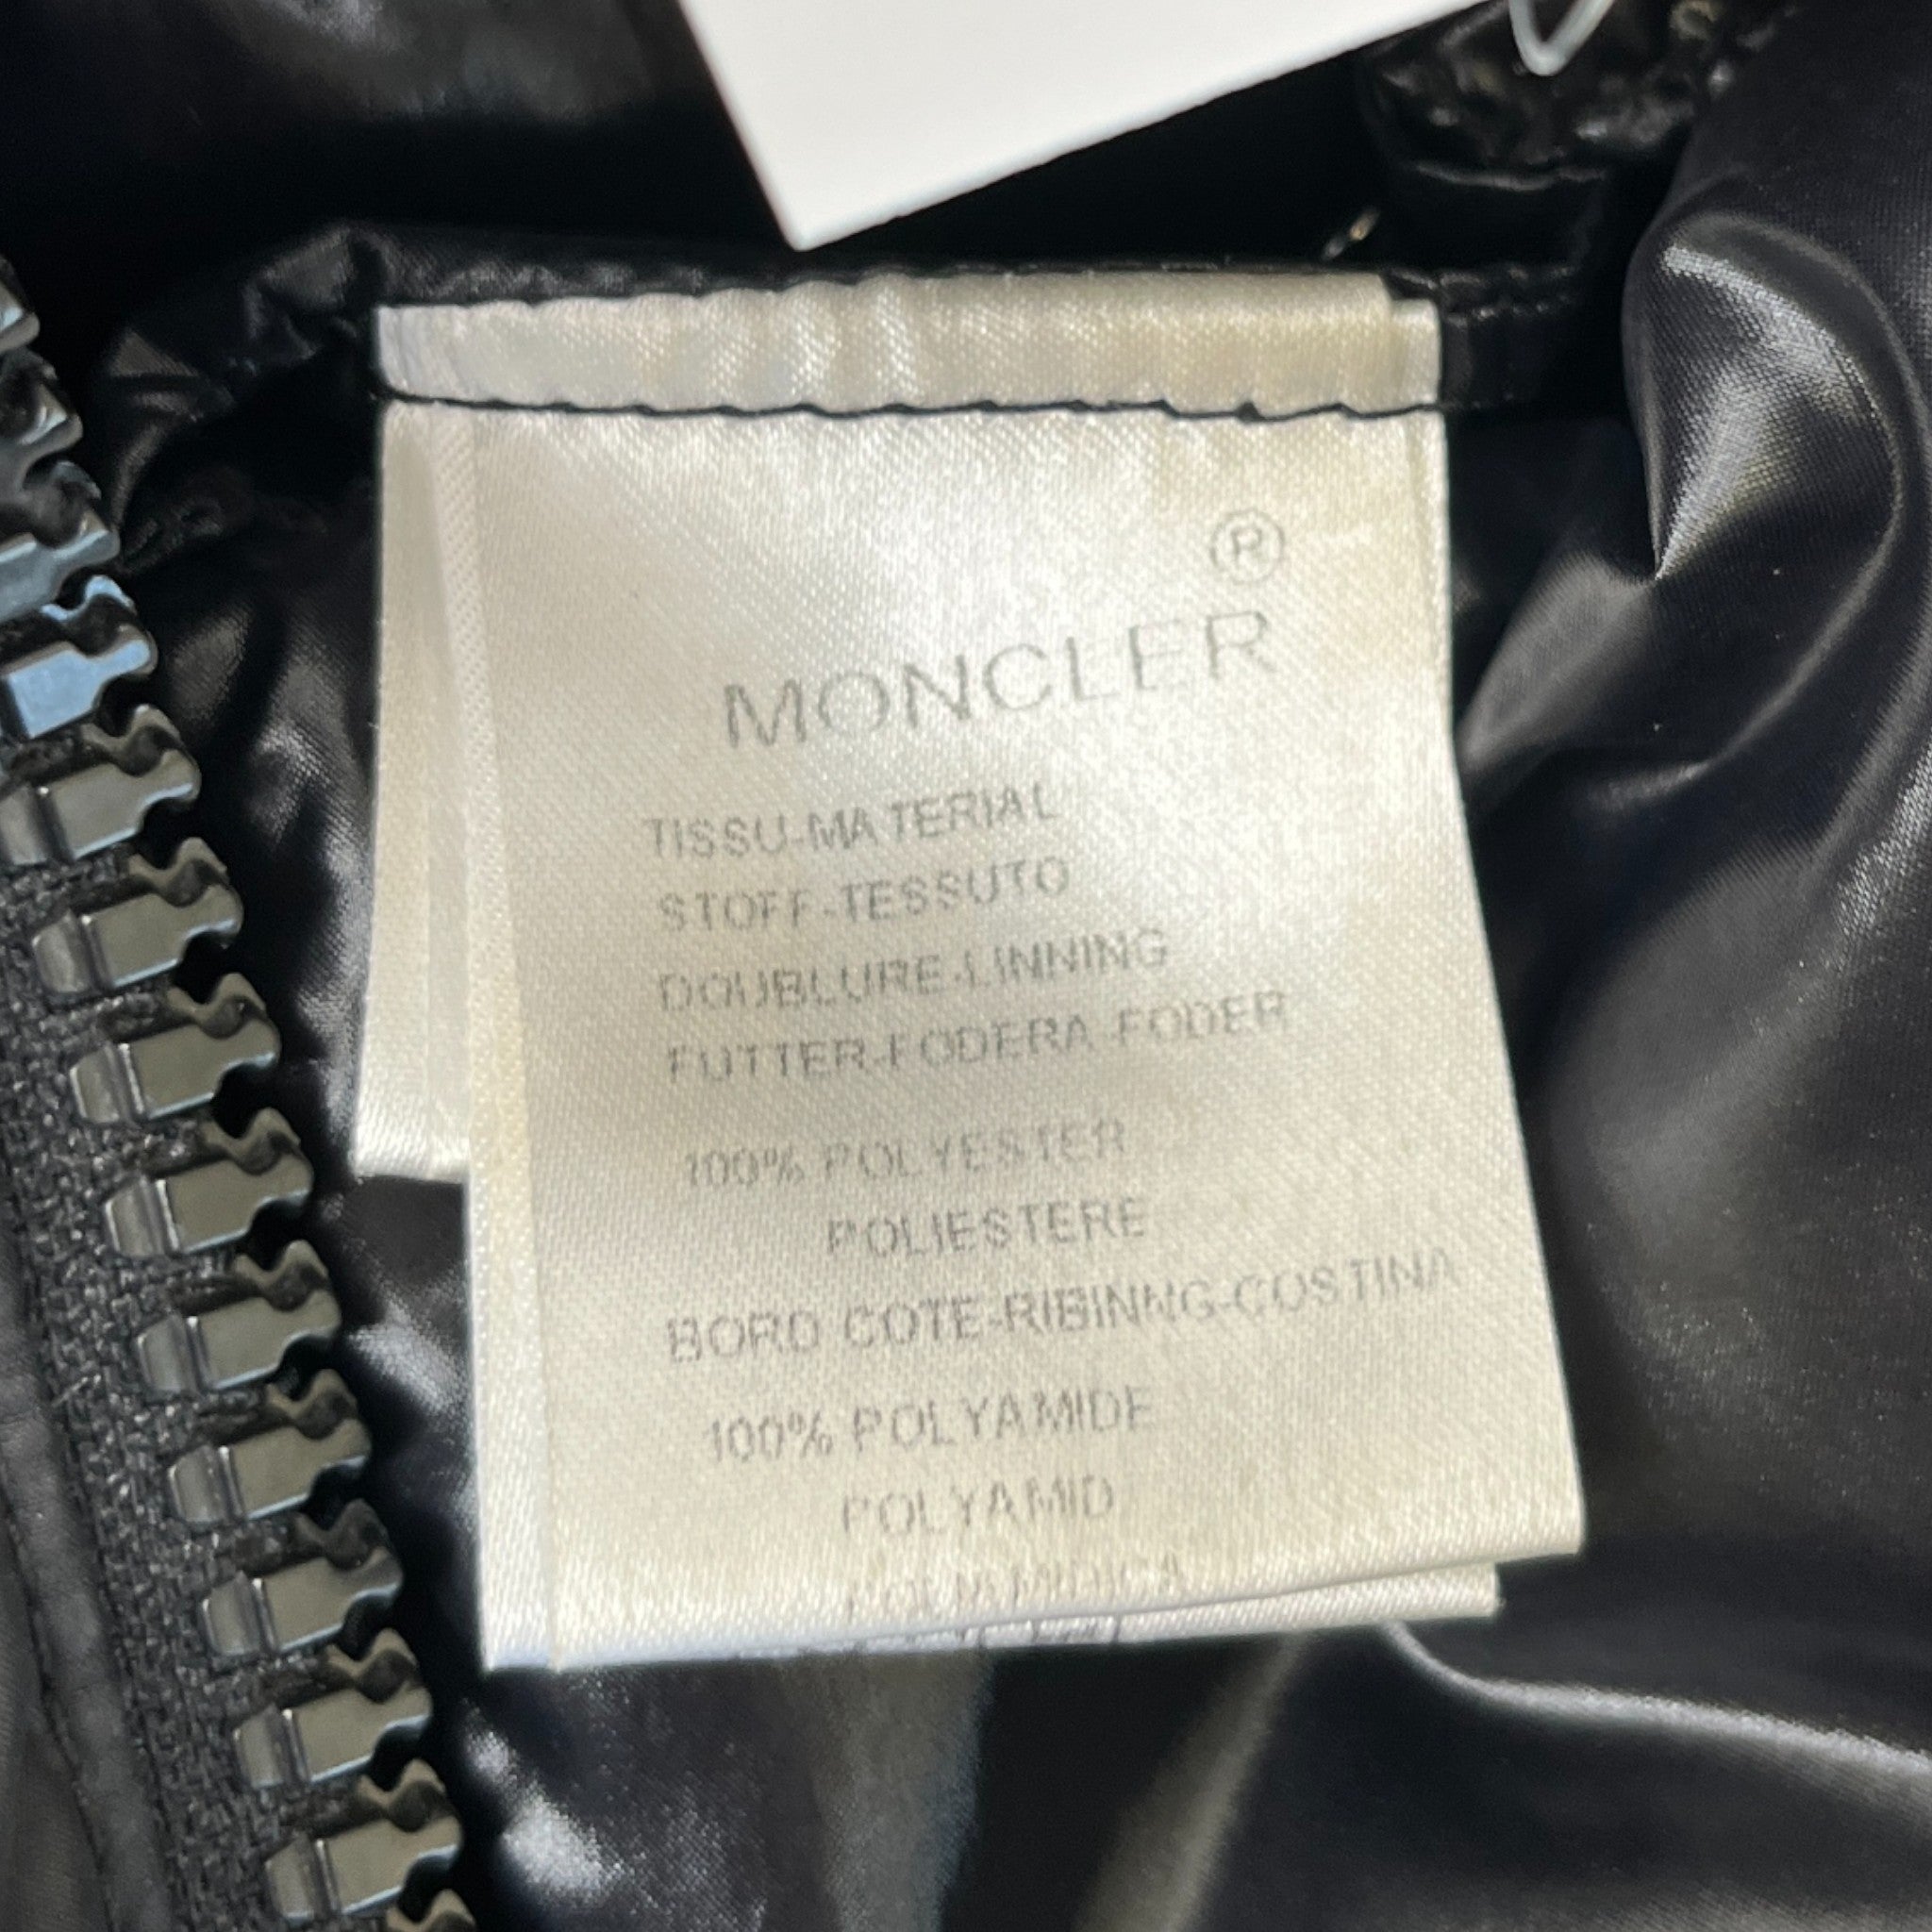 ®
MONCLER
TISSU-MATERIAL
STOFF-TESSUTO
DOUBLURE-LINNING
FUTTER-FODERA-FODER
100% POLYESTER
POLIESTERE
BORD COTE-RIBINNG-COSTINA
100% POLYAMIDE
POLYAMID